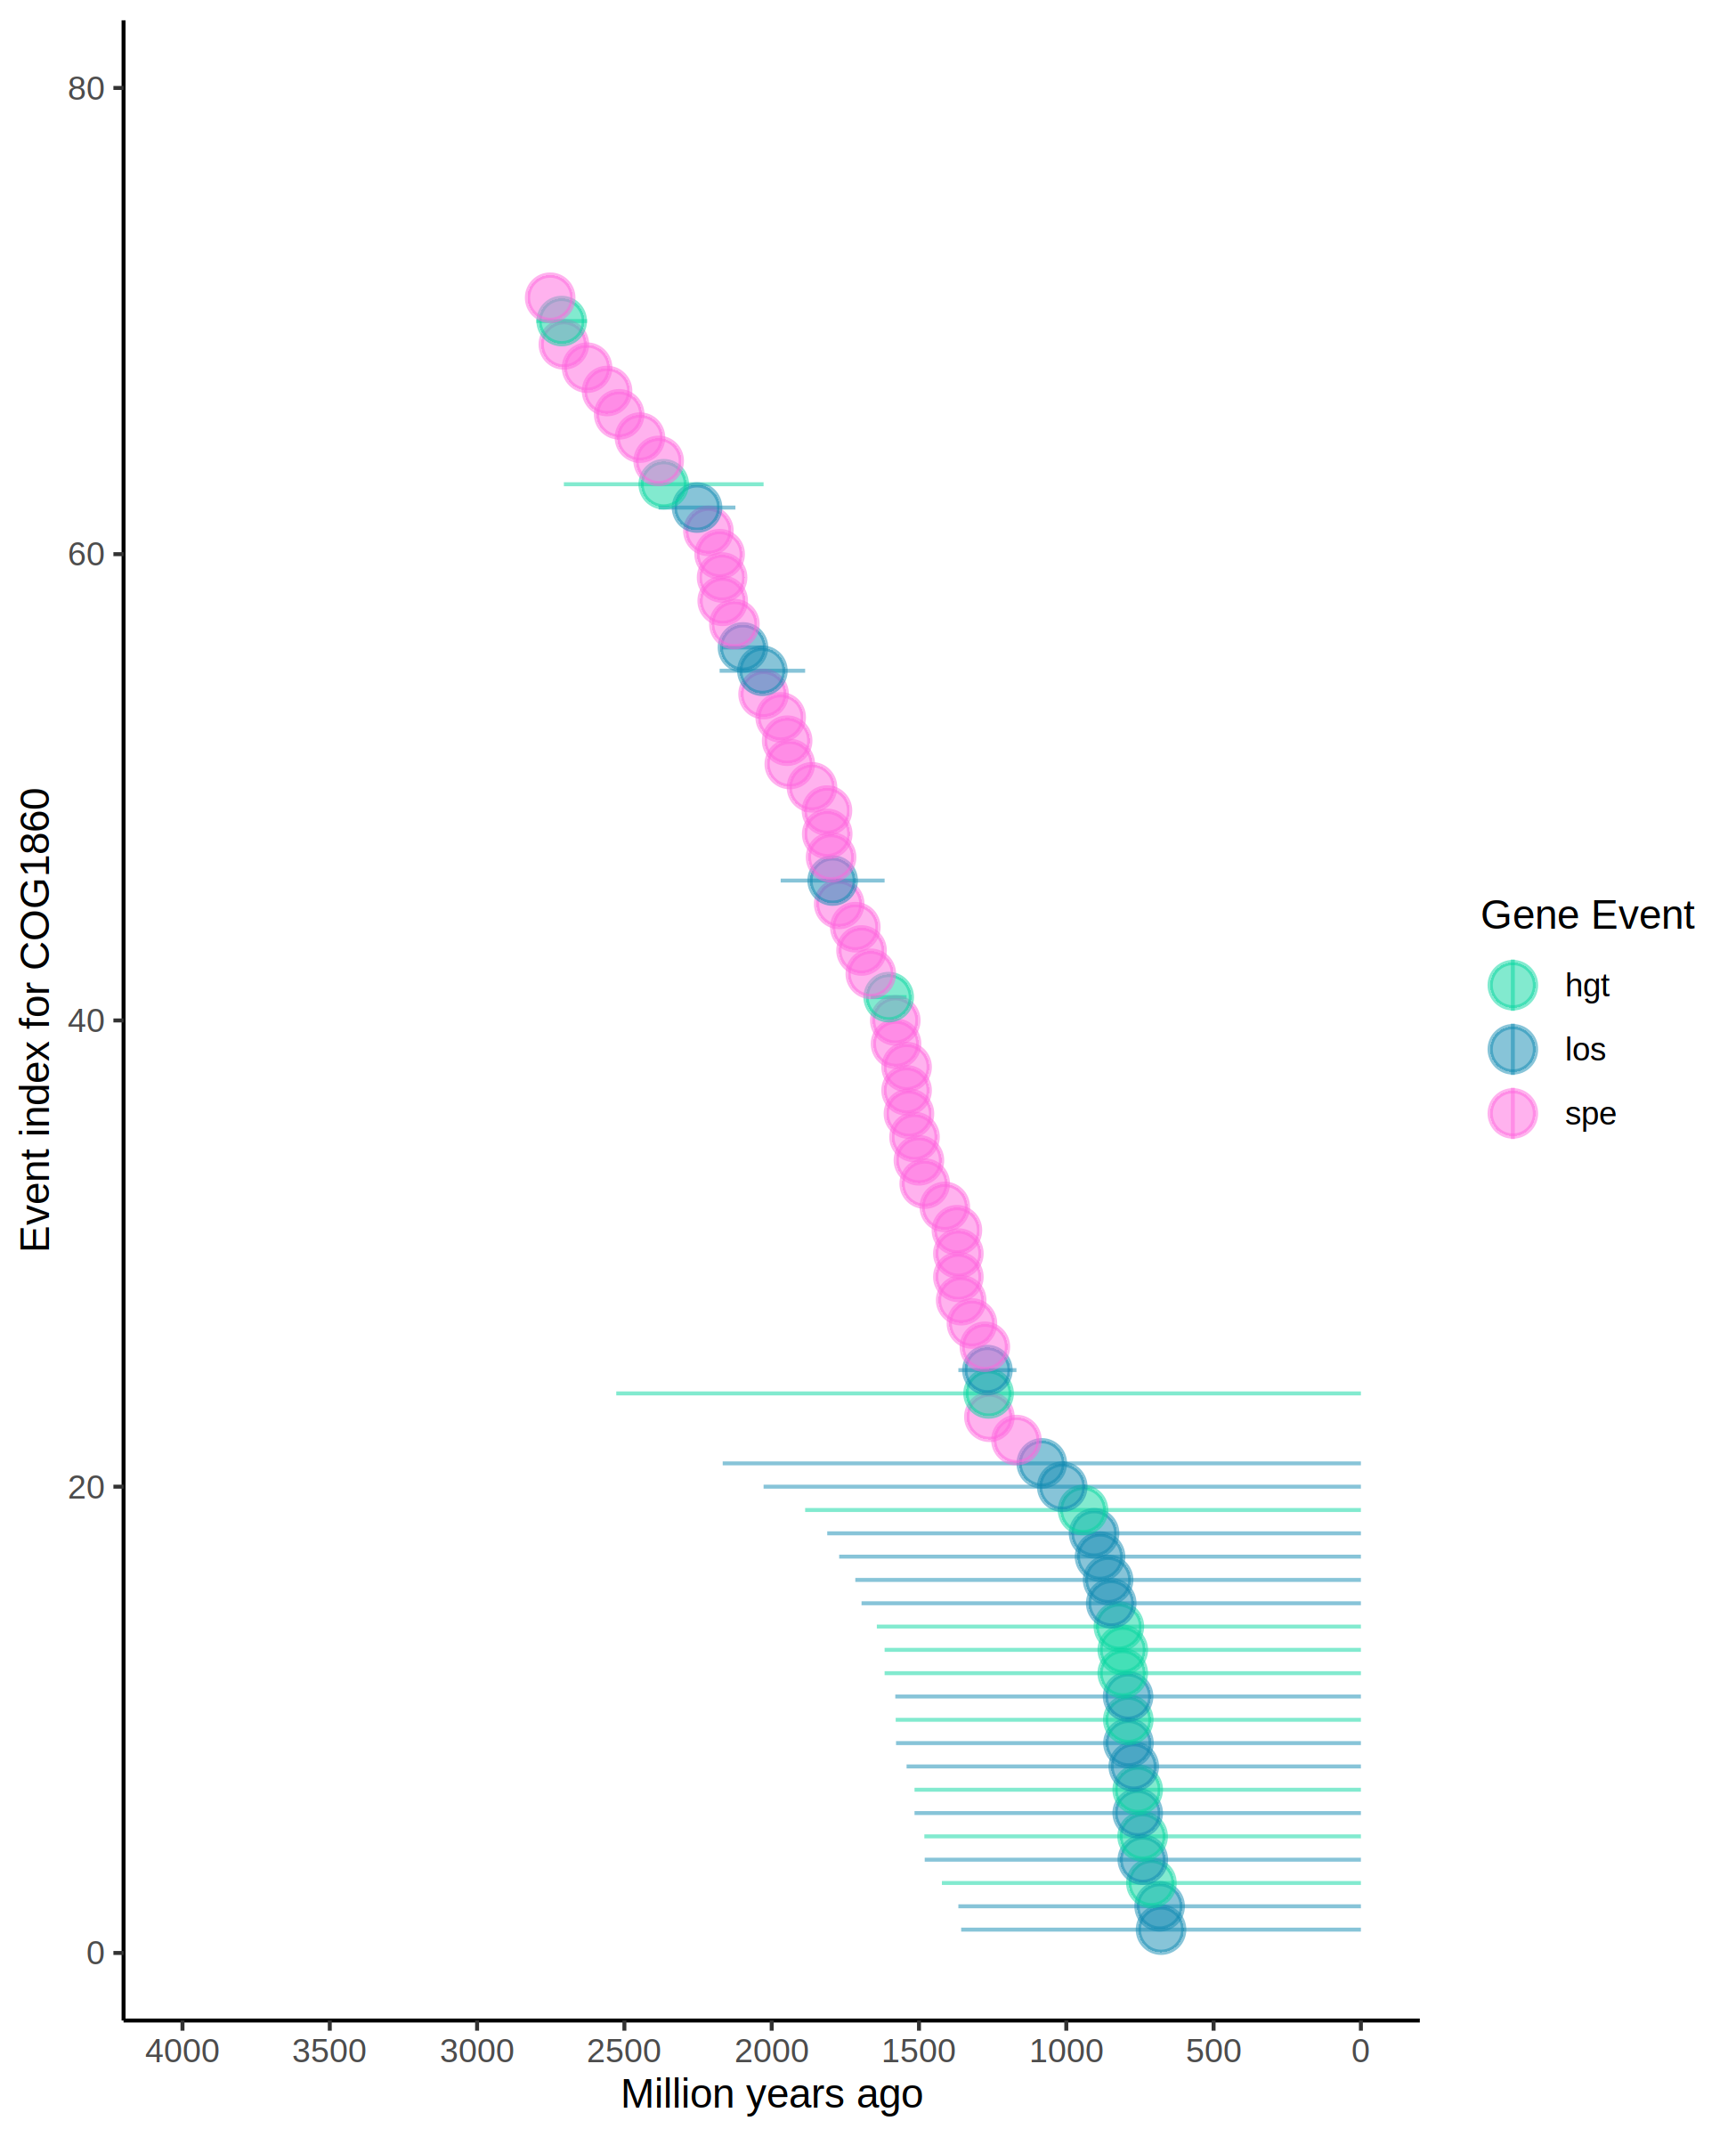 80
60
40
20
0
Event index for COG1860
4000 3500 3000 2500 2000 1500 1000 500 0
Million years ago
Gene Event
hgt
los
spe